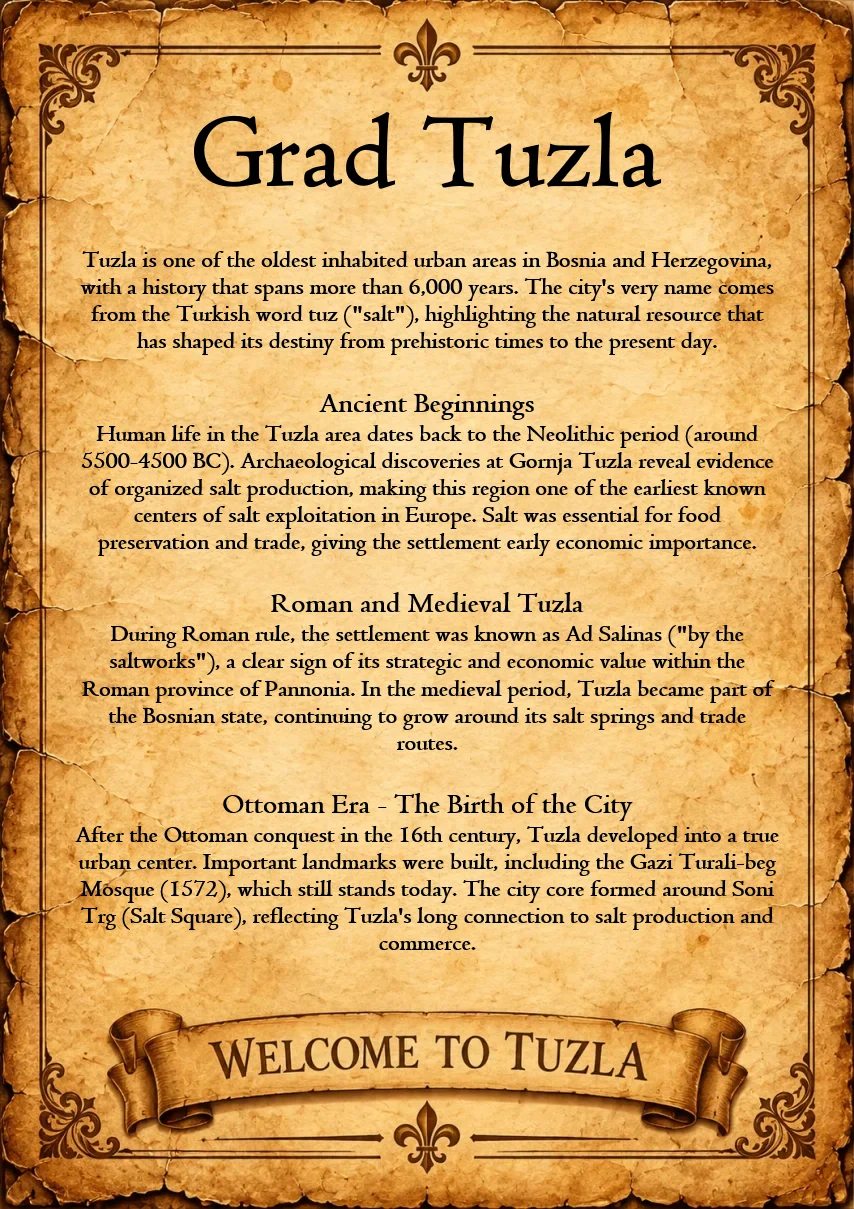 Grad Tuzla
Tuzla is one of the oldest inhabited urban areas in Bosnia and Herzegovina,
with a history that spans more than 6,000 years. The city's very name comes
from the Turkish word tuz ("salt"), highlighting the natural resource that
has shaped its destiny from prehistoric times to the present day.
Ancient Beginnings
Human life in the Tuzla area dates back to the Neolithic period (around
5500-4500 BC). Archaeological discoveries at Gornja Tuzla reveal evidence
of organized salt production, making this region one of the earliest known
centers of salt exploitation in Europe. Salt was essential for food
preservation and trade, giving the settlement early economic importance.
Roman and Medieval Tuzla
During Roman rule, the settlement was known as Ad Salinas ("by the
saltworks"), a clear sign of its strategic and economic value within the
Roman province of Pannonia. In the medieval period, Tuzla became part of
the Bosnian state, continuing to grow around its salt springs and trade
routes.
Ottoman Era - The Birth of the City
After the Ottoman conquest in the 16th century, Tuzla developed into a true
urban center. Important landmarks were built, including the Gazi Turali-beg
Mosque (1572), which still stands today. The city core formed around Soni
Trg (Salt Square), reflecting Tuzla's long connection to salt production and
commerce.
WELCOME TO TUZLA